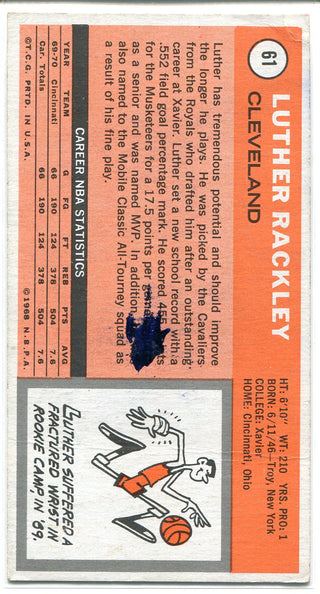 61
LUTHER RACKLEY
CLEVELAND
HT: 6'10" WT: 210 YRS. PRO: 1
BORN: 6/11/46—Troy, New York
COLLEGE: Xavier
HOME: Cincinnati, Ohio
Luther has tremendous potential and should improve
the longer he plays. He was picked by the Cavaliers
from the Royals who drafted him after an outstanding
career at Xavier. Luther set a new school record with a
.552 field goal percentage mark. He scored 455
for the Musketeers for a 17.5 points per
as a senior and was named MVP. In addition,
also named to the Mobile Classic All-Tourney squad as
a result of his fine play.
CAREER NBA STATISTICS
YEAR TEAM G FG FT REB PTS AVG
69-70 Cincinnati 66 190 124 378 504 7.6
Car. Totals 66 190 124 378 504 7.6
©T.C.G. PRTD. IN U.S.A. ©1968 N.B.P.A.
LUTHER SUFFERED A
FRACTURED WRIST IN
ROOKIE CAMP, IN '69.